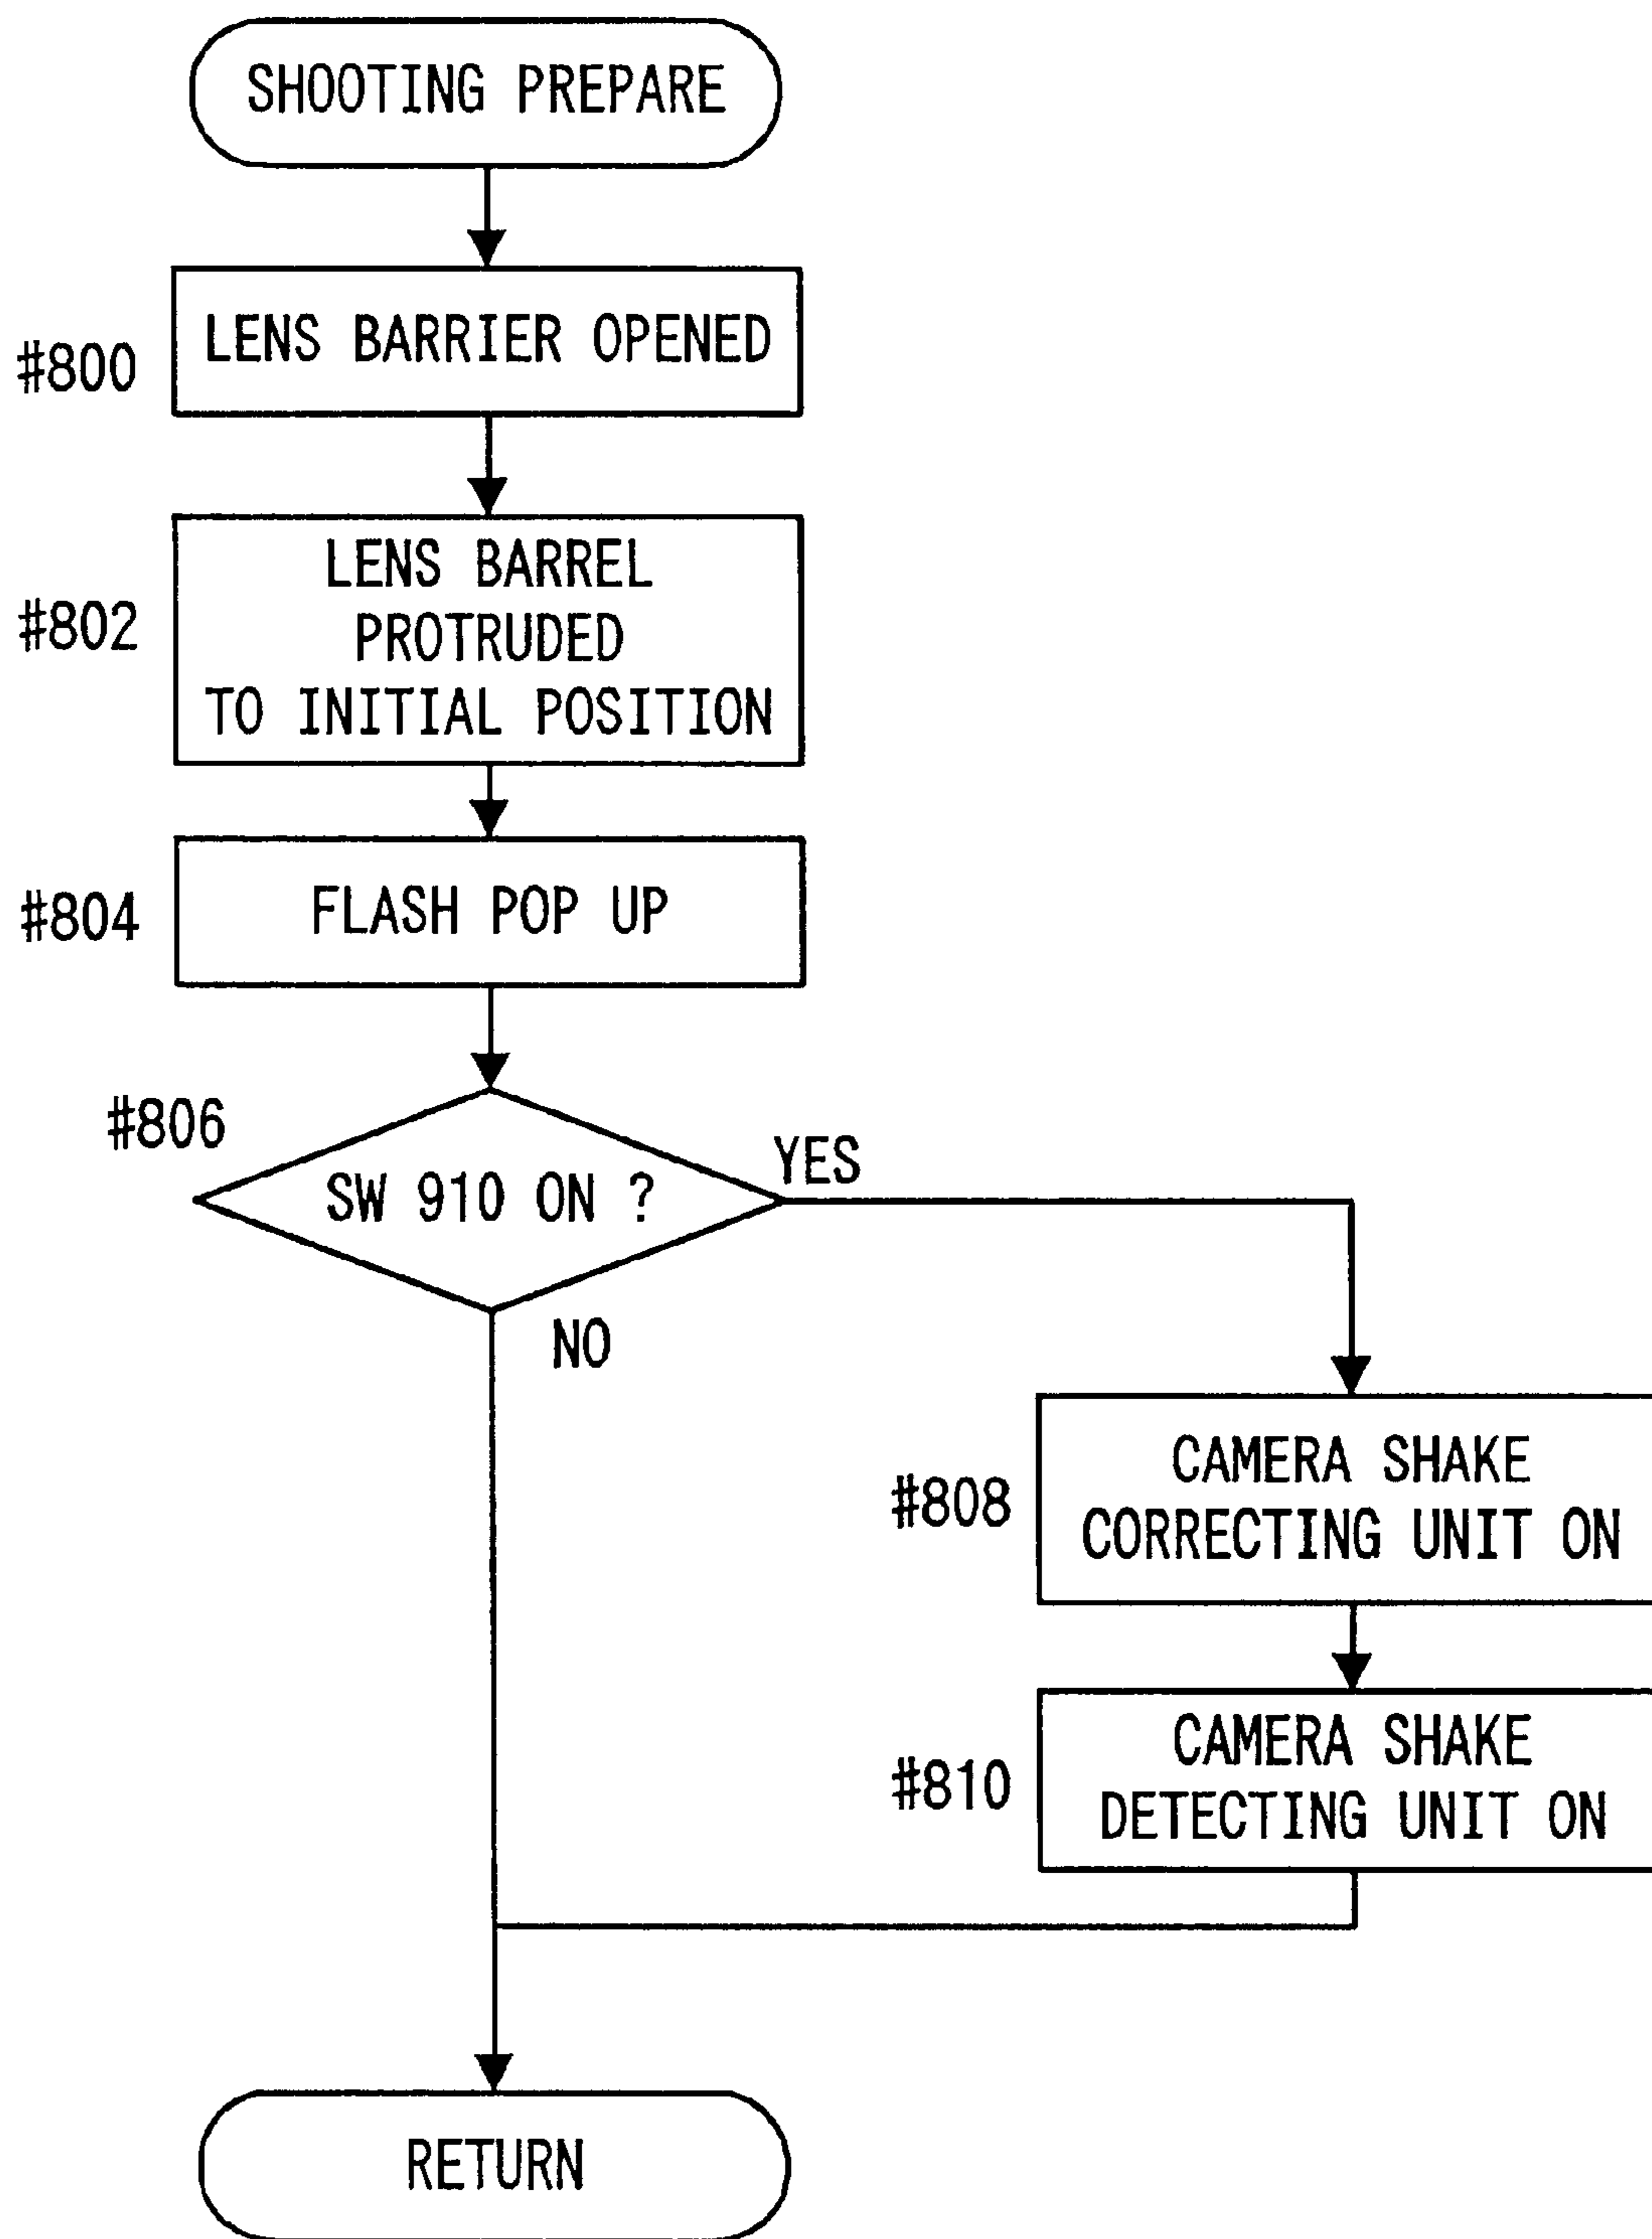 SHOOTING PREPARE
#800
LENS BARRIER OPENED
#802
LENS BARREL
PROTRUDED
TO INITIAL POSITION
#804
FLASH POP UP
#806
SW 910 ON ?
YES
NO
#808
CAMERA SHAKE
CORRECTING UNIT ON
#810
CAMERA SHAKE
DETECTING UNIT ON
RETURN